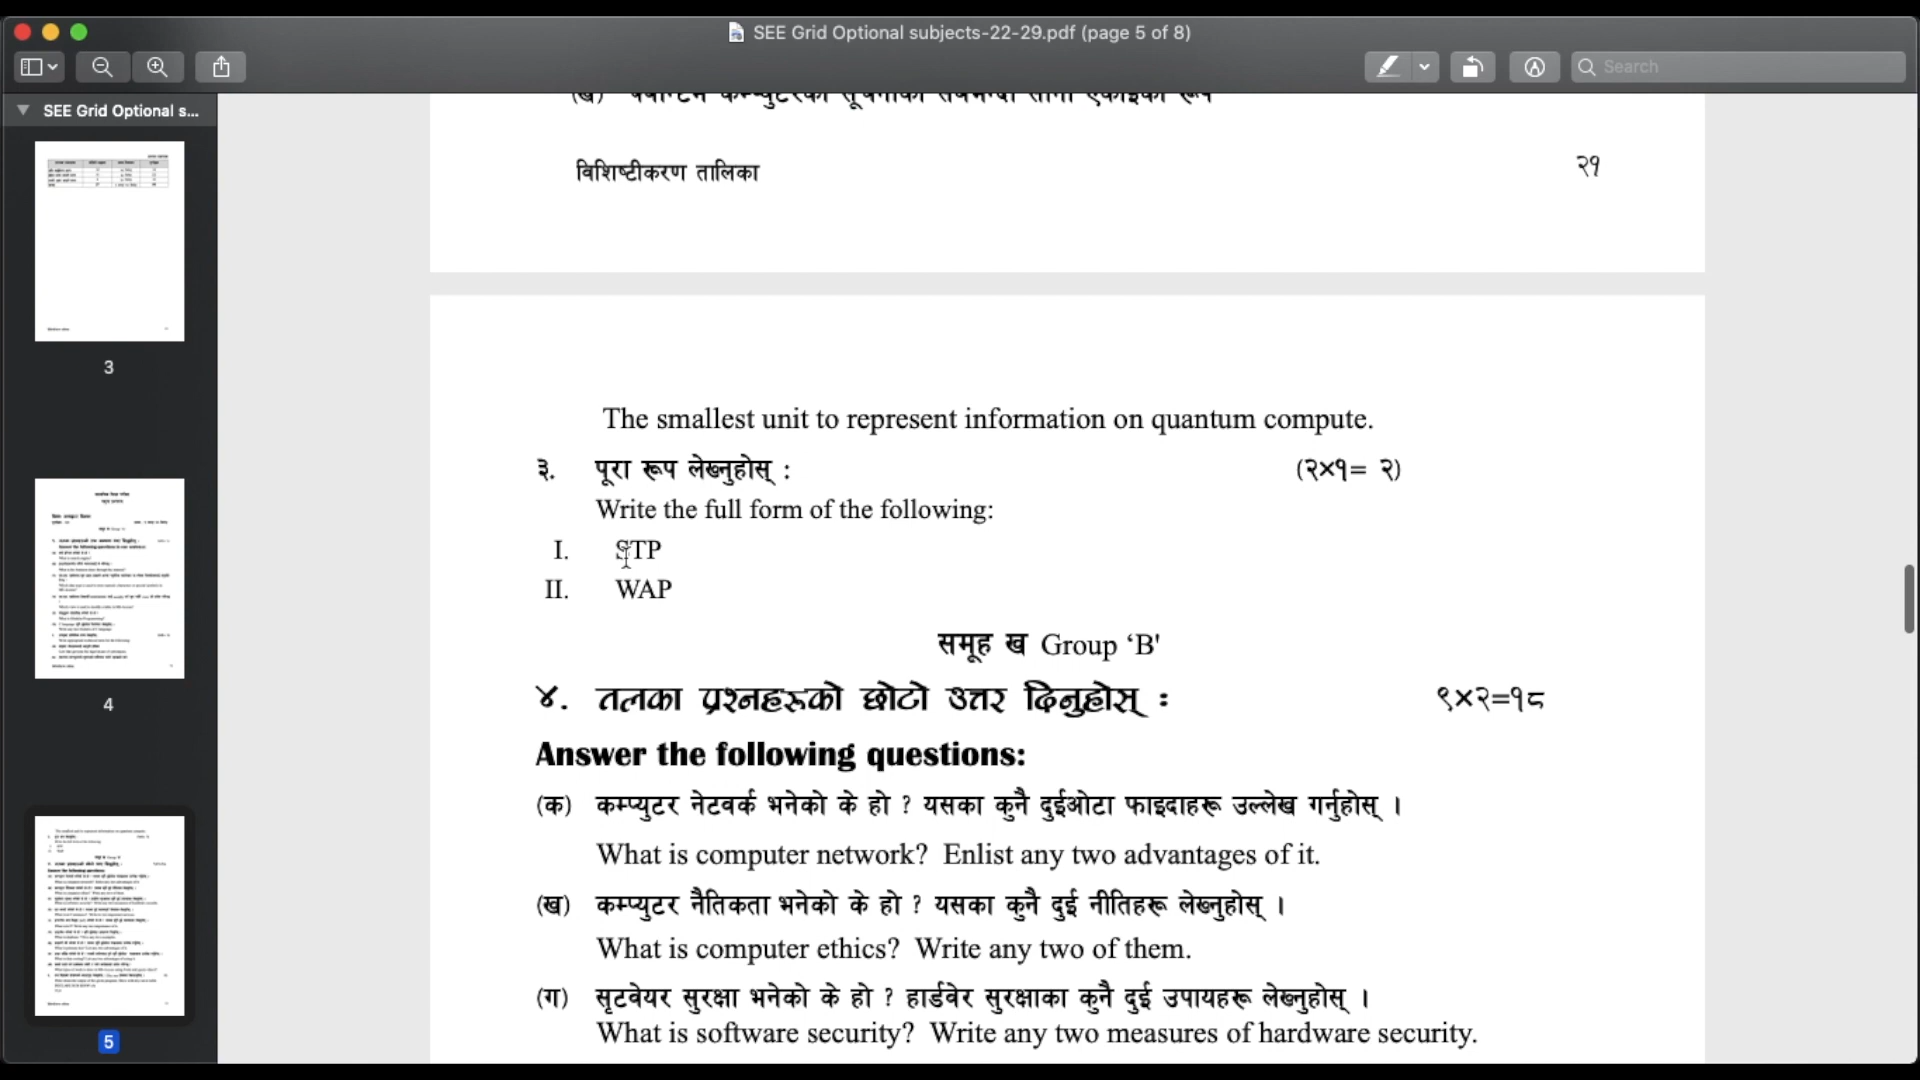 SEE Grid Optional subjects-22-29.pdf (page 5 of 8)
Search
SEE Grid Optional s...
3
4
5
विशिष्टीकरण तालिका २१
The smallest unit to represent information on quantum compute.
३. पूरा रूप लेख्नुहोस् : (२×१= २)
Write the full form of the following:
I. STP
II. WAP
समूह ख Group ‘B'
४. तलका प्रश्नहरुको छोटो उत्तर दिनुहोस् : ९×२=१८
Answer the following questions:
(क) कम्प्युटर नेटवर्क भनेको के हो ? यसका कुनै दुईओटा फाइदाहरू उल्लेख गर्नुहोस् ।
What is computer network? Enlist any two advantages of it.
(ख) कम्प्युटर नैतिकता भनेको के हो ? यसका कुनै दुई नीतिहरू लेख्नुहोस् ।
What is computer ethics? Write any two of them.
(ग) सृटवेयर सुरक्षा भनेको के हो ? हार्डवेर सुरक्षाका कुनै दुई उपायहरू लेख्नुहोस् ।
What is software security? Write any two measures of hardware security.